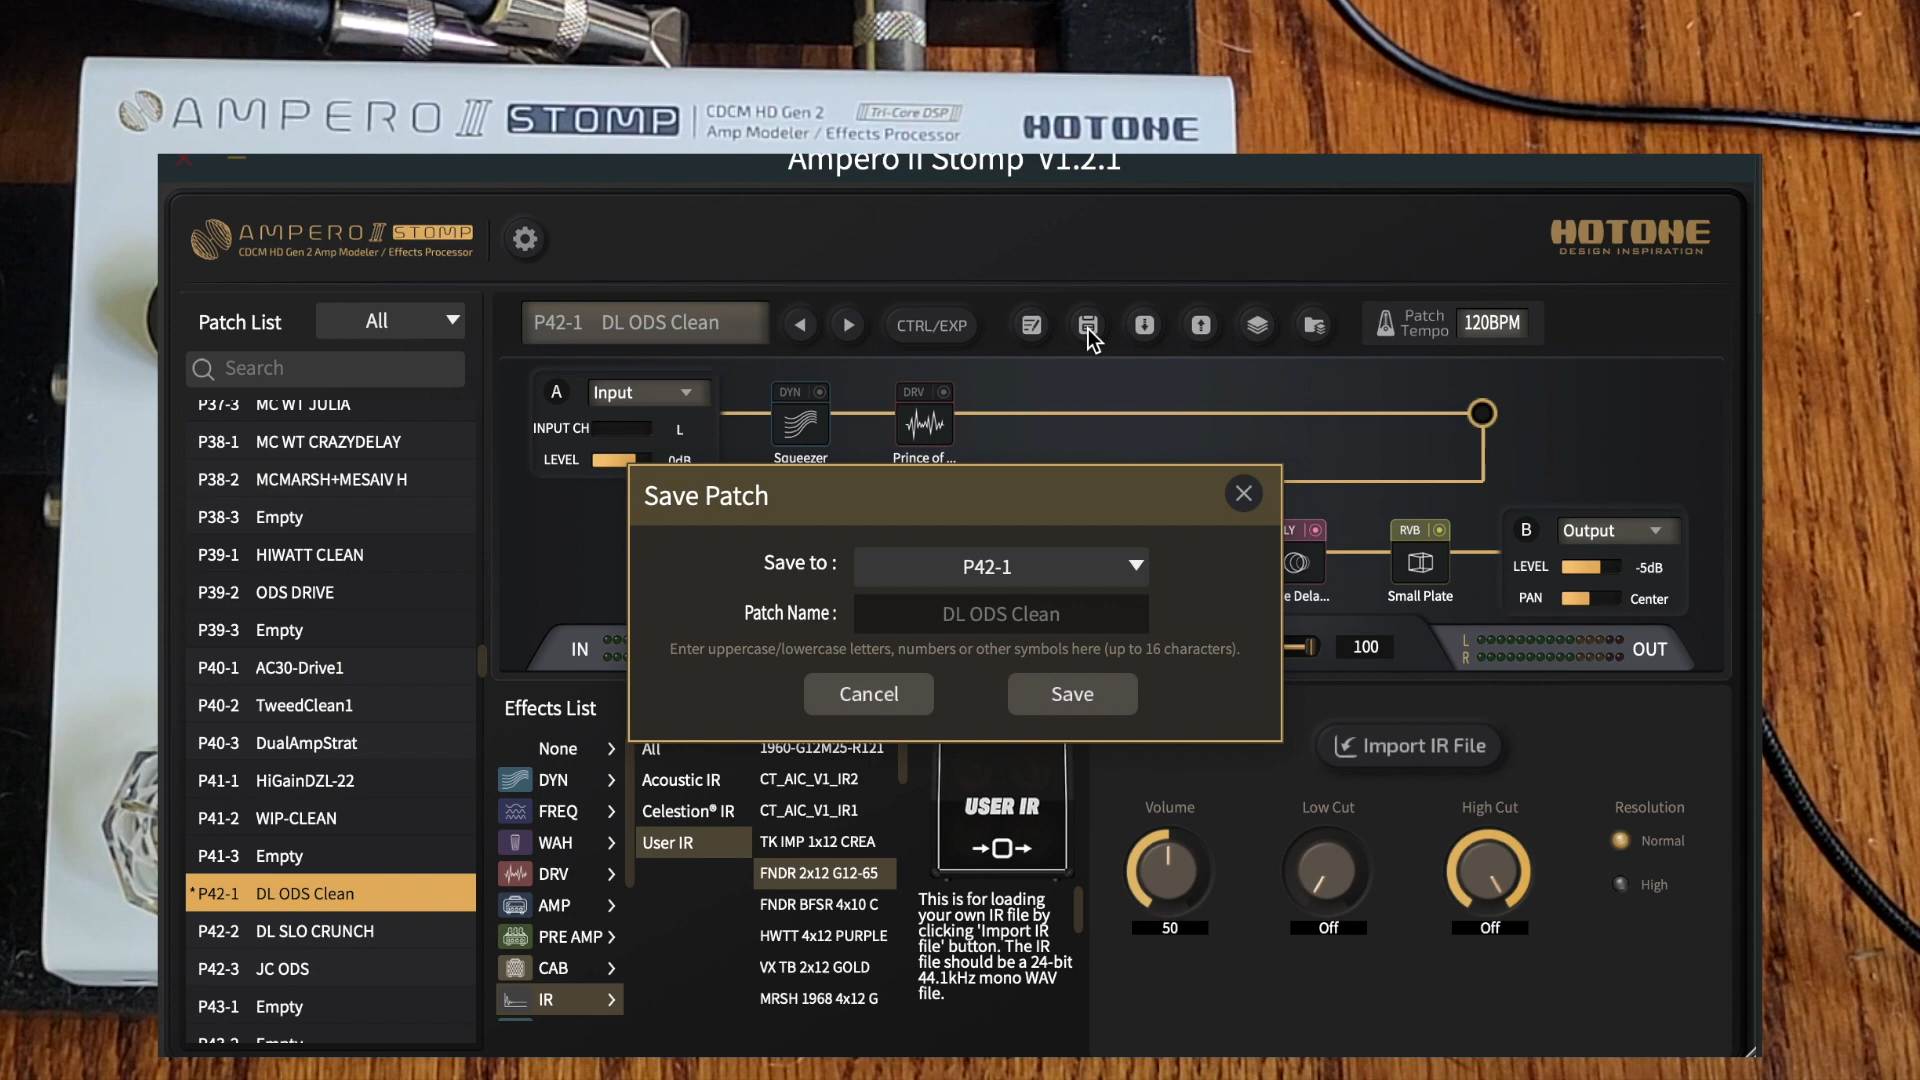 AMPERO II STOMP
CDCM HD Gen 2
Tri-Core DSP
Amp Modeler / Effects Processor
HOTONE
Ampero II Stomp V1.2.1
AMPERO II STOMP
CDCM HD Gen 2 Amp Modeler / Effects Processor
HOTONE
DESIGN INSPIRATION
Patch List
All
Search
P37-3 MC WT JULIA
P38-1 MC WT CRAZYDELAY
P38-2 MCMARSH+MESAIV H
P38-3 Empty
P39-1 HIWATT CLEAN
P39-2 ODS DRIVE
P39-3 Empty
P40-1 AC30-Drive1
P40-2 TweedClean1
P40-3 DualAmpStrat
P41-1 HiGainDZL-22
P41-2 WIP-CLEAN
P41-3 Empty
* P42-1 DL ODS Clean
P42-2 DL SLO CRUNCH
P42-3 JC ODS
P43-1 Empty
P43-2 Empty
P42-1 DL ODS Clean
CTRL/EXP
Patch Tempo
120BPM
A Input
INPUT CH L
LEVEL 0dB
DYN
Squeezer
DRV
Prince of ...
Save Patch
Save to :
P42-1
Patch Name :
DL ODS Clean
Enter uppercase/lowercase letters, numbers or other symbols here (up to 16 characters).
Cancel
Save
LY
e Dela...
RVB
Small Plate
B Output
LEVEL -5dB
PAN Center
IN
100
L
R
OUT
Effects List
None
DYN
FREQ
WAH
DRV
AMP
PRE AMP
CAB
IR
All
Acoustic IR
Celestion® IR
User IR
1960-G12M25-R121
CT_AIC_V1_IR2
CT_AIC_V1_IR1
TK IMP 1x12 CREA
FNDR 2x12 G12-65
FNDR BFSR 4x10 C
HWTT 4x12 PURPLE
VX TB 2x12 GOLD
MRSH 1968 4x12 G
USER IR
This is for loading
your own IR file by
clicking 'Import IR
file' button. The IR
file should be a 24-bit
44.1kHz mono WAV
file.
Import IR File
Volume
50
Low Cut
Off
High Cut
Off
Resolution
Normal
High